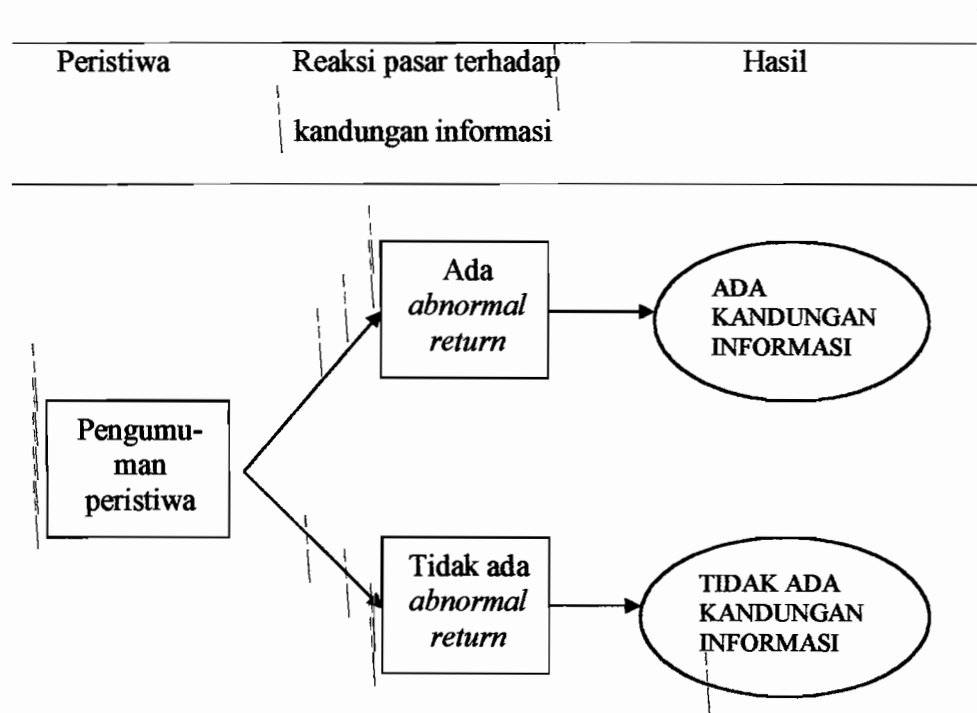 Peristiwa
Reaksi pasar terhadap
kandungan informasi
Hasil
Ada
abnormal
return
ADA
KANDUNGAN
INFORMASI
Pengumu-
man
peristiwa
Tidak ada
abnormal
return
TIDAK ADA
KANDUNGAN
INFORMASI